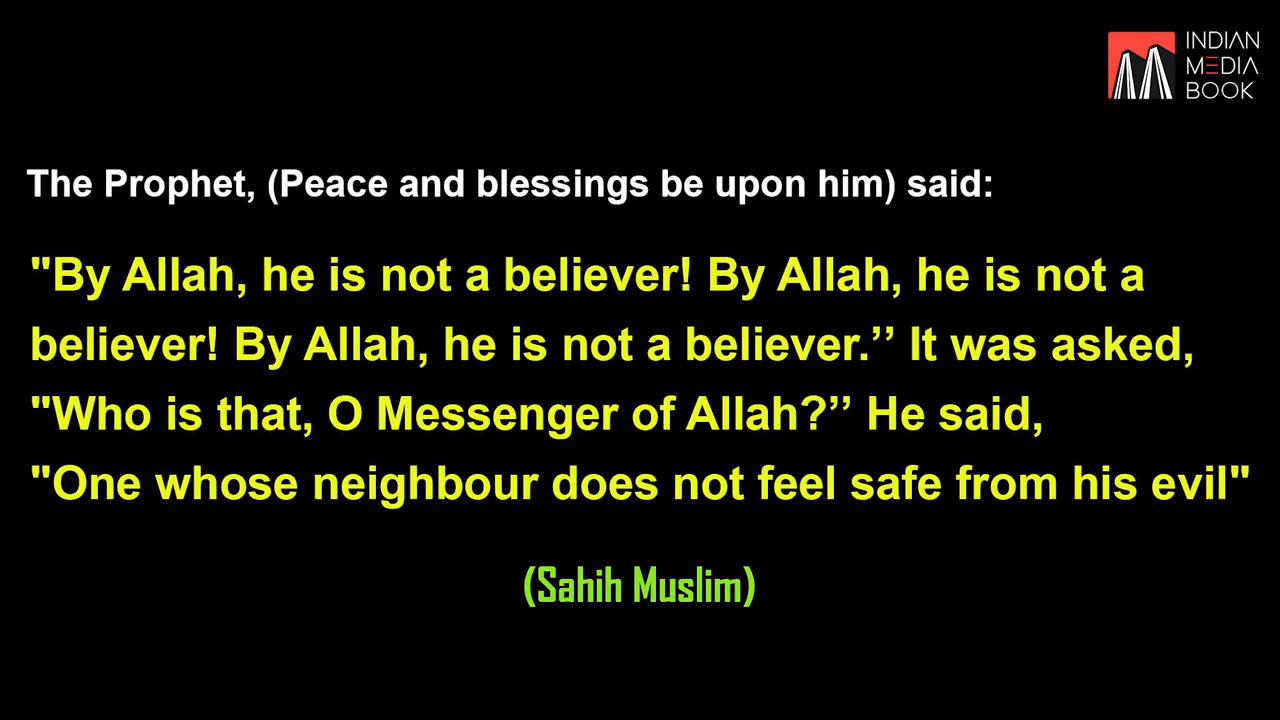 INDIAN
MEDIA
BOOK
The Prophet, (Peace and blessings be upon him) said:
"By Allah, he is not a believer! By Allah, he is not a
believer! By Allah, he is not a believer.’’ It was asked,
"Who is that, O Messenger of Allah?’’ He said,
"One whose neighbour does not feel safe from his evil"
(Sahih Muslim)